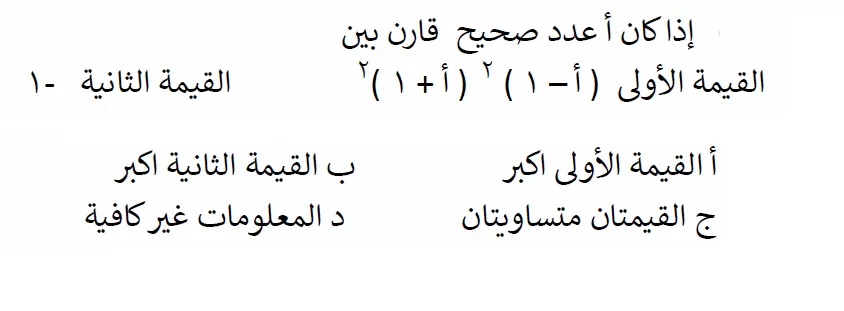 إذا كان أ عدد صحيح قارن بين
القيمة الأولى ( أ – ١ )٢ ( أ + ١ )٢ القيمة الثانية -١
أ القيمة الأولى اكبر ب القيمة الثانية اكبر
ج القيمتان متساويتان د المعلومات غير كافية